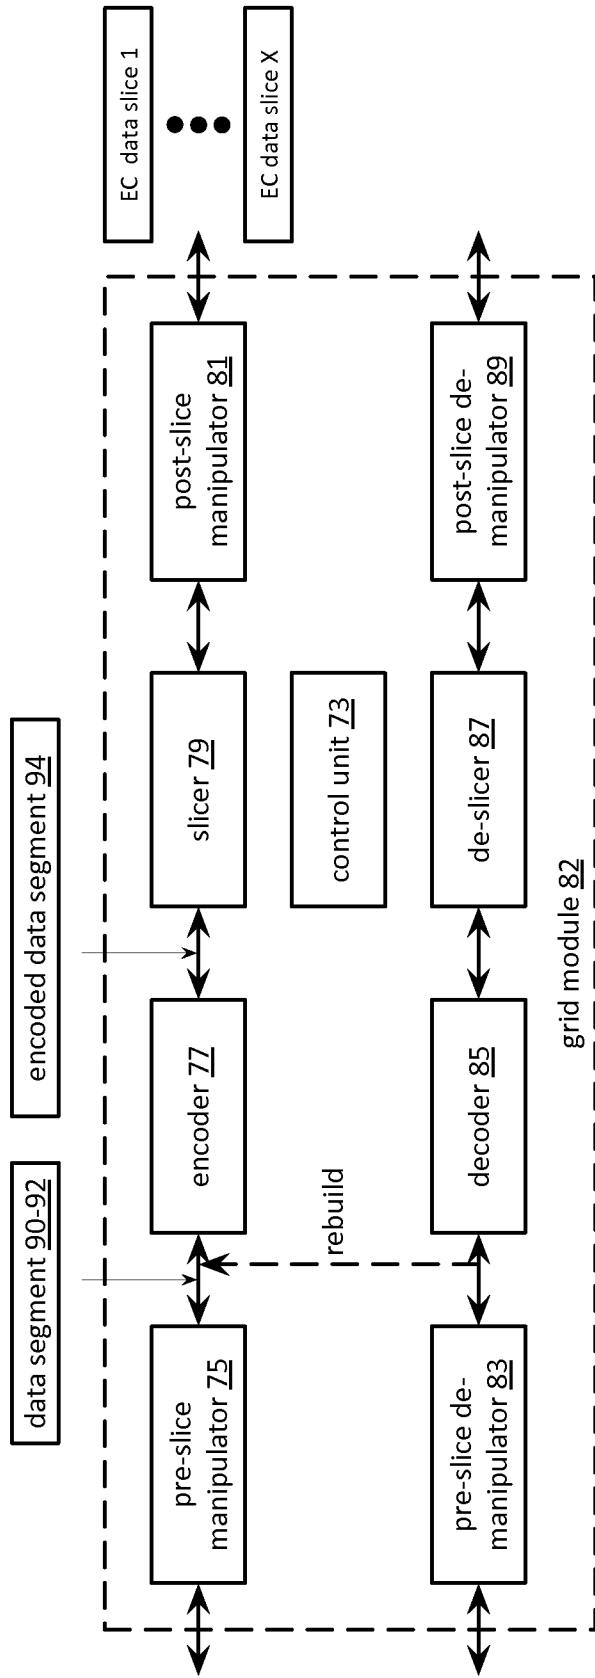 data segment 90-92
encoded data segment 94
pre-slice
manipulator 75
encoder 77
slicer 79
post-slice
manipulator 81
EC data slice 1
EC data slice X
rebuild
control unit 73
pre-slice de-
manipulator 83
decoder 85
de-slicer 87
post-slice de-
manipulator 89
grid module 82